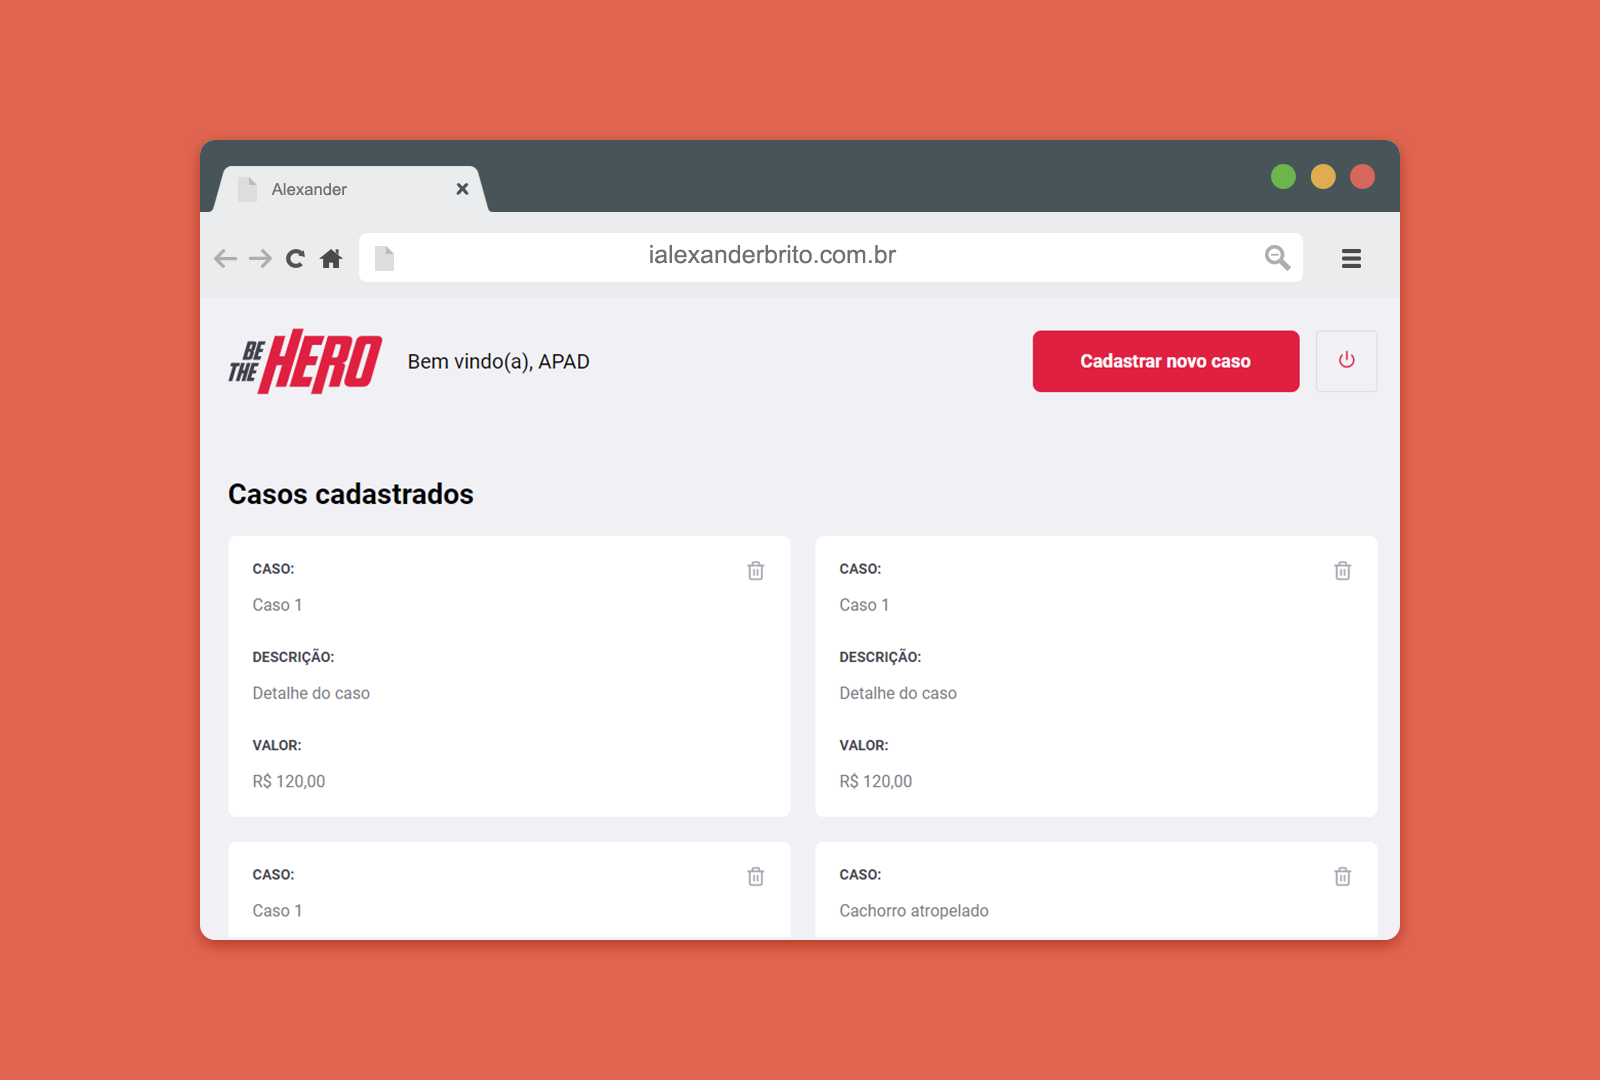 Alexander
ialexanderbrito.com.br
BE THE HERO
Bem vindo(a), APAD
Cadastrar novo caso
Casos cadastrados
CASO:
Caso 1
DESCRIÇÃO:
Detalhe do caso
VALOR:
R$ 120,00
CASO:
Caso 1
DESCRIÇÃO:
Detalhe do caso
VALOR:
R$ 120,00
CASO:
Caso 1
CASO:
Cachorro atropelado